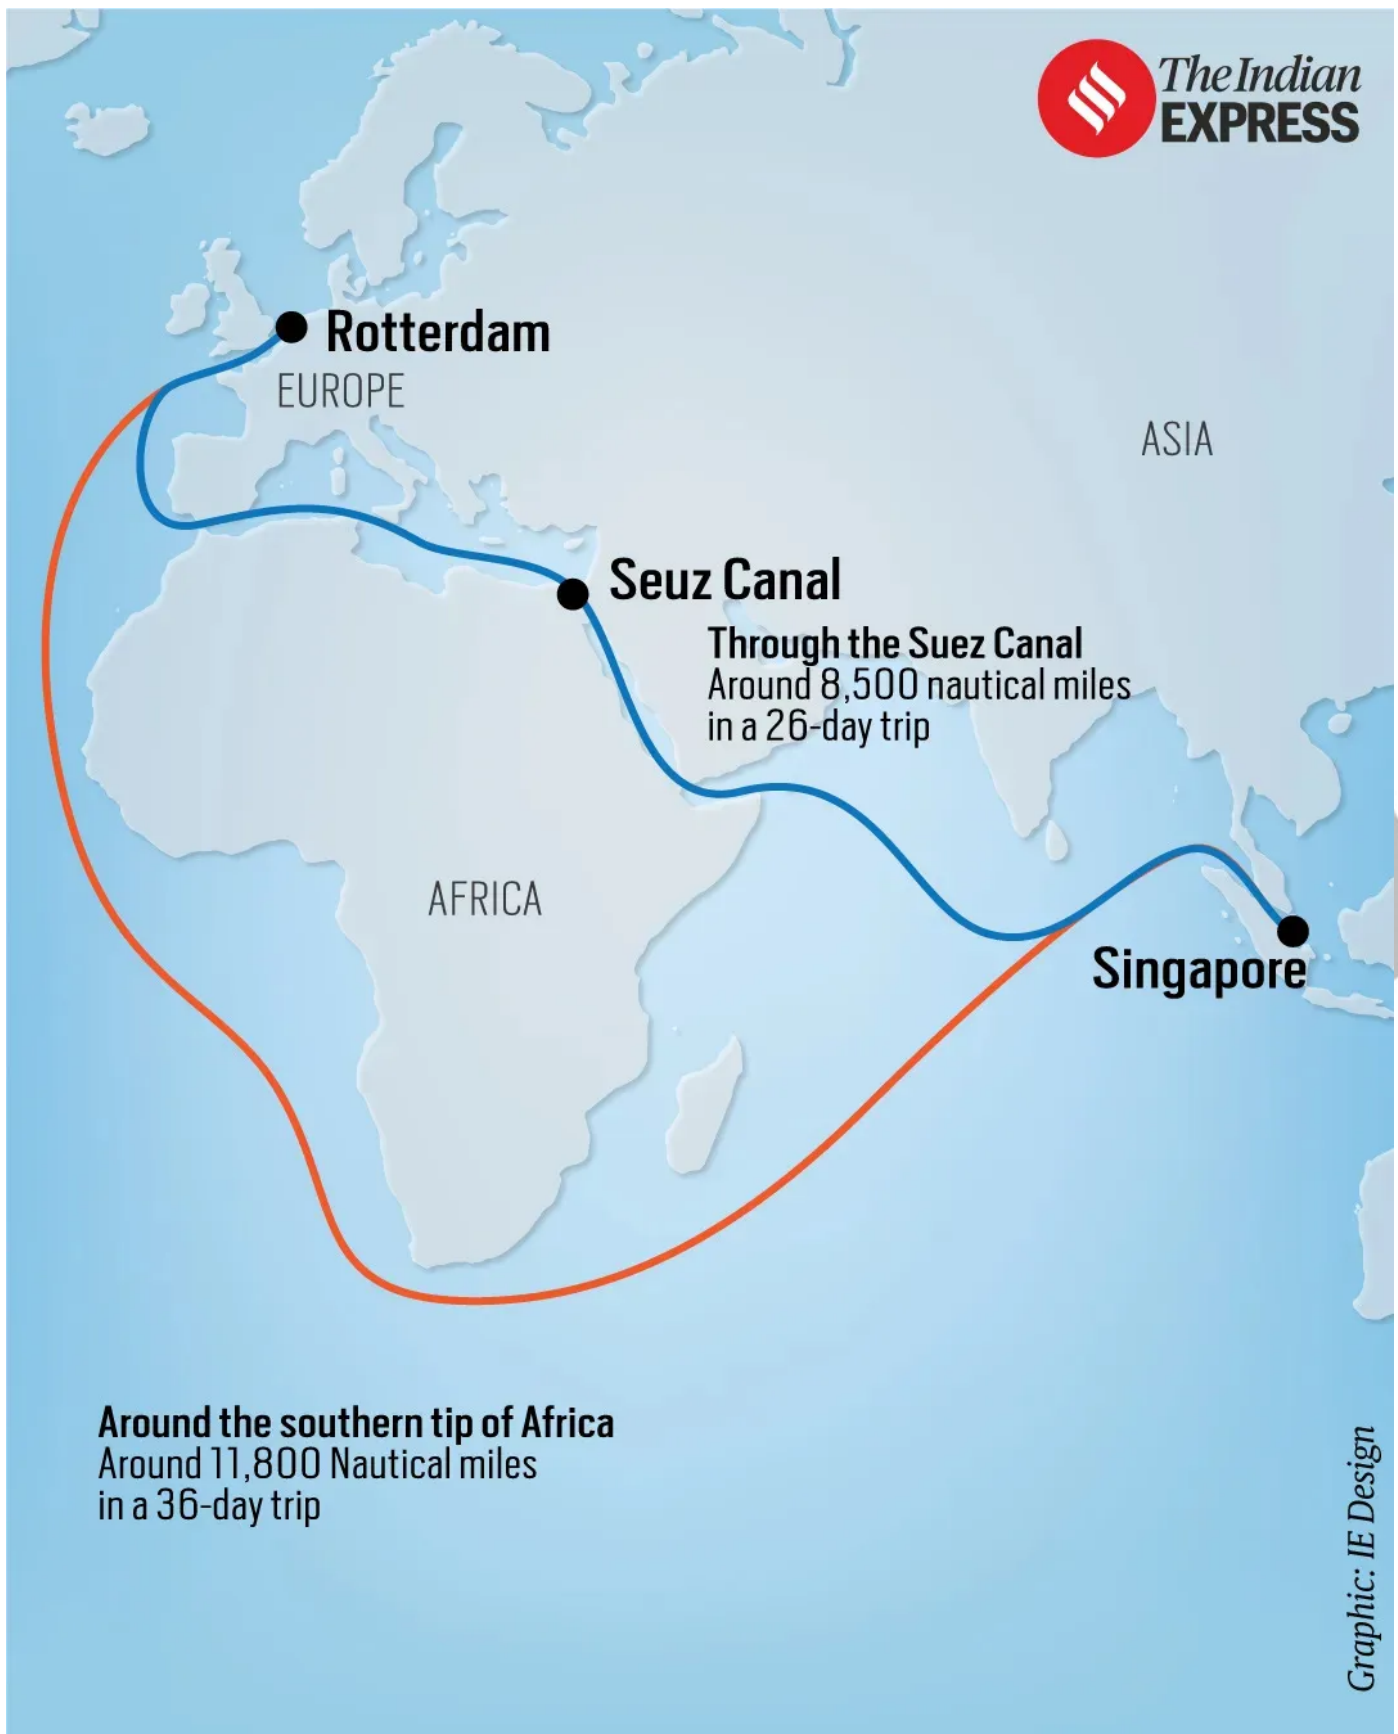 The Indian
EXPRESS
Rotterdam
EUROPE
ASIA
Seuz Canal
Through the Suez Canal
Around 8,500 nautical miles
in a 26-day trip
AFRICA
Singapore
Around the southern tip of Africa
Around 11,800 Nautical miles
in a 36-day trip
Graphic: IE Design